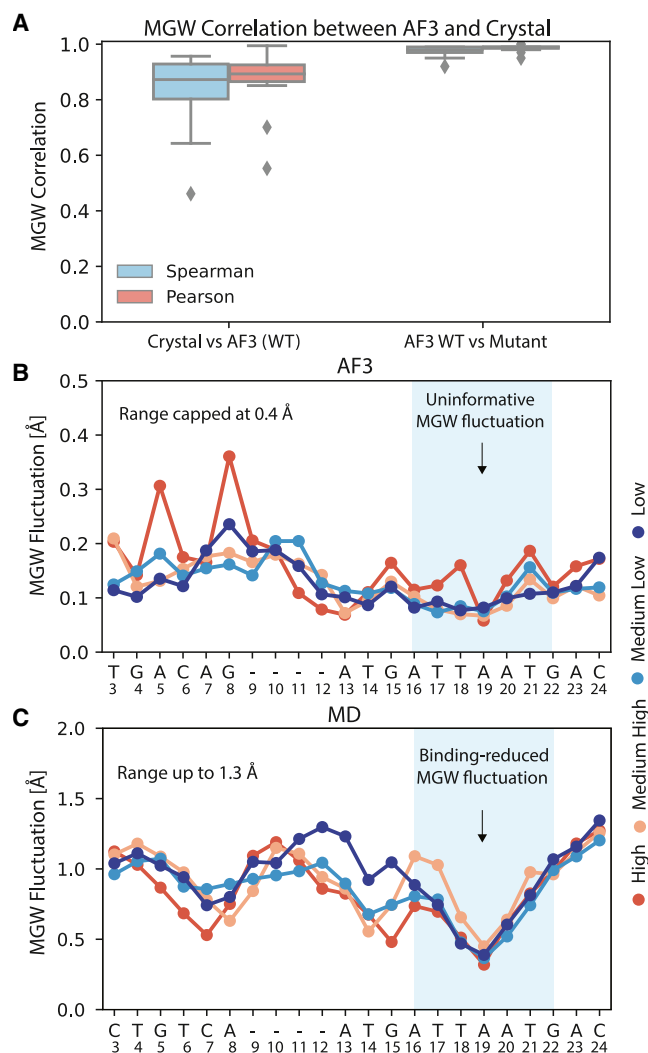 A
MGW Correlation between AF3 and Crystal
MGW Correlation
1.0
0.8
0.6
0.4
0.2
0.0
Spearman
Pearson
Crystal vs AF3 (WT)
AF3 WT vs Mutant
B
AF3
MGW Fluctuation [Å]
0.5
0.4
0.3
0.2
0.1
0.0
Range capped at 0.4 Å
Uninformative
MGW fluctuation
T G A C A G - - - - A T G A T T A A T G A C
3 4 5 6 7 8 9 10 11 12 13 14 15 16 17 18 19 20 21 22 23 24
C
MD
MGW Fluctuation [Å]
2.0
1.5
1.0
0.5
0.0
Range up to 1.3 Å
Binding-reduced
MGW fluctuation
C T G T C A - - - - A T G A T T A A T G A C
3 4 5 6 7 8 9 10 11 12 13 14 15 16 17 18 19 20 21 22 23 24
Low
Medium Low
Medium High
High